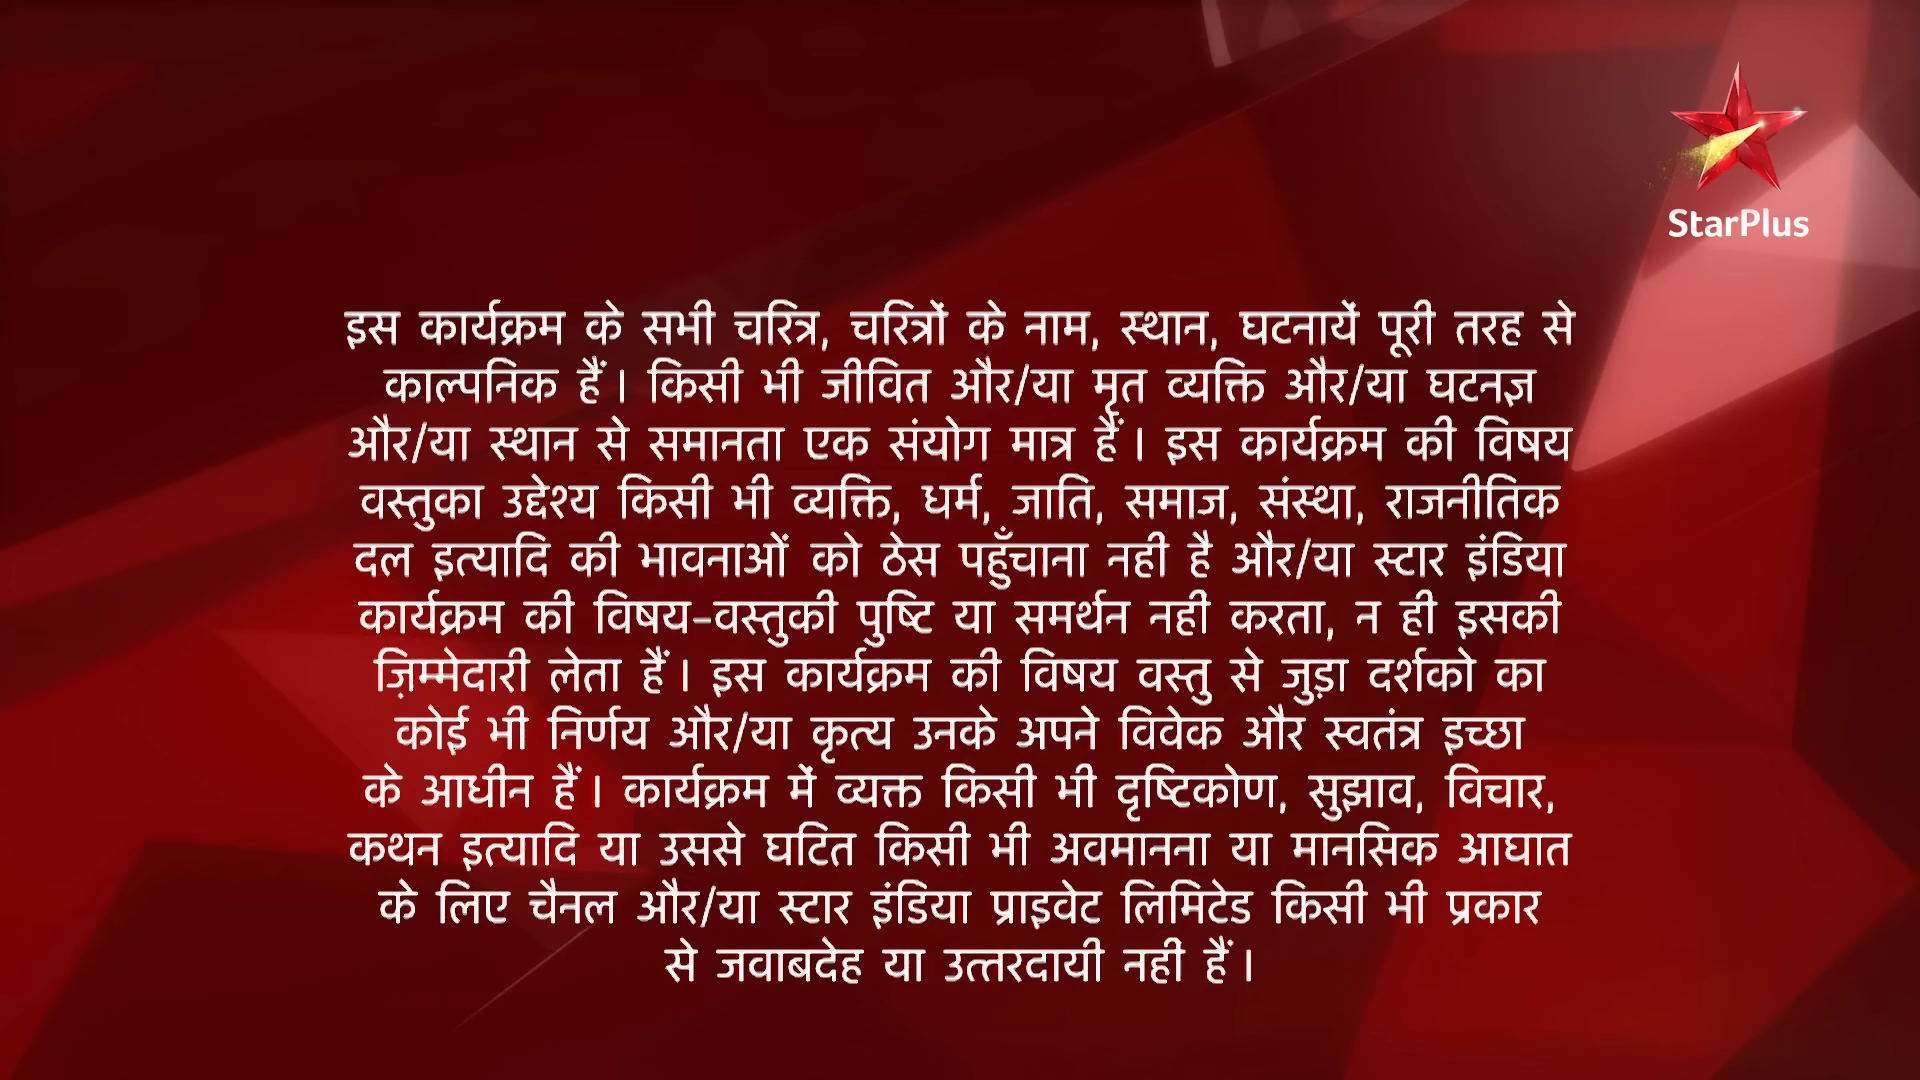 StarPlus
इस कार्यक्रम के सभी चरित्र, चरित्रों के नाम, स्थान, घटनायें पूरी तरह से
काल्पनिक हैं। किसी भी जीवित और/या मृत व्यक्ति और/या घटनज्ञ
और/या स्थान से समानता एक संयोग मात्र हैं। इस कार्यक्रम की विषय
वस्तुका उद्देश्य किसी भी व्यक्ति, धर्म, जाति, समाज, संस्था, राजनीतिक
दल इत्यादि की भावनाओं को ठेस पहुँचाना नही है और/या स्टार इंडिया
कार्यक्रम की विषय-वस्तुकी पुष्टि या समर्थन नही करता, न ही इसकी
ज़िम्मेदारी लेता हैं। इस कार्यक्रम की विषय वस्तु से जुड़ा दर्शको का
कोई भी निर्णय और/या कृत्य उनके अपने विवेक और स्वतंत्र इच्छा
के आधीन हैं। कार्यक्रम में व्यक्त किसी भी दृष्टिकोण, सुझाव, विचार,
कथन इत्यादि या उससे घटित किसी भी अवमानना या मानसिक आघात
के लिए चैनल और/या स्टार इंडिया प्राइवेट लिमिटेड किसी भी प्रकार
से जवाबदेह या उत्तरदायी नही हैं।